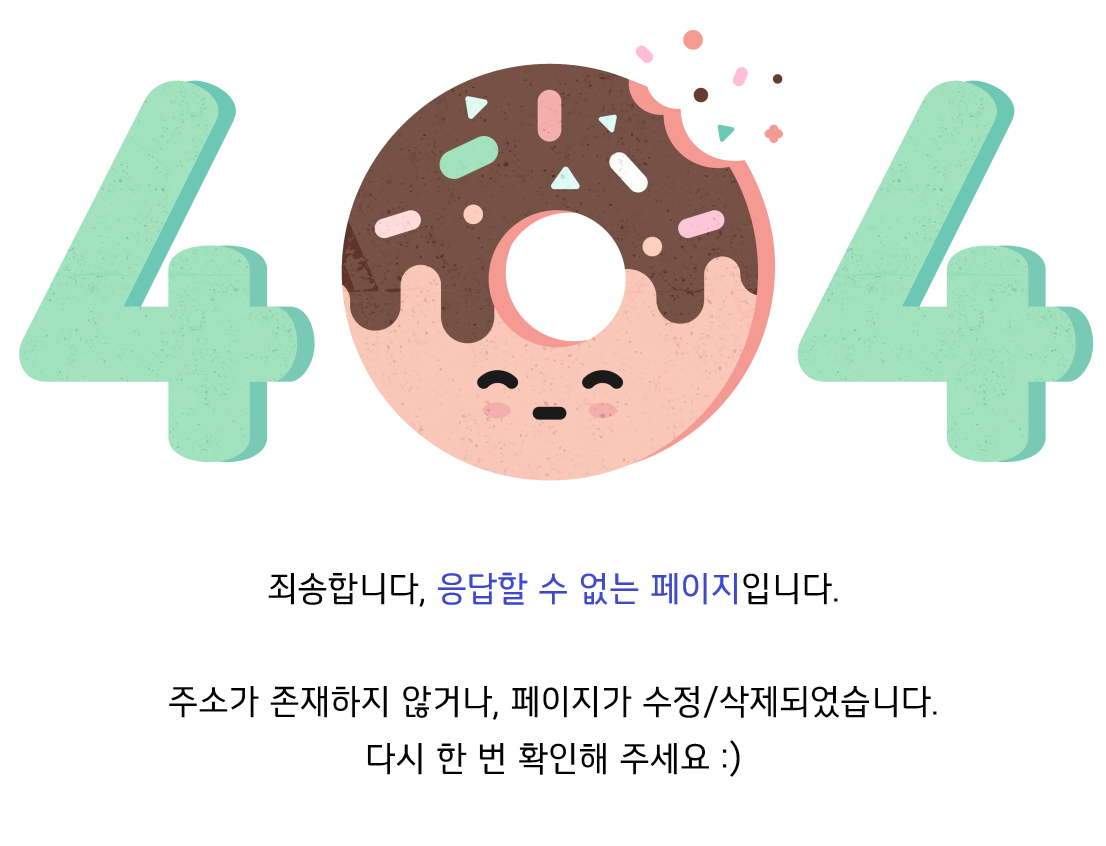 404
죄송합니다, 응답할 수 없는 페이지입니다.
주소가 존재하지 않거나, 페이지가 수정/삭제되었습니다.
다시 한 번 확인해 주세요 :)